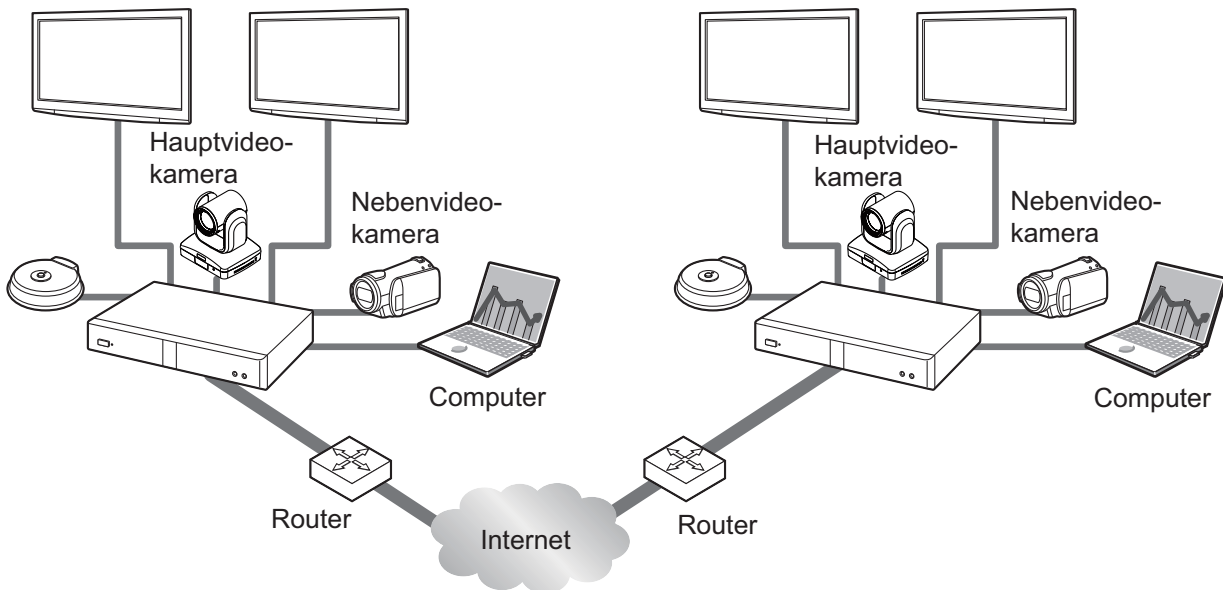 Hauptvideo-
kamera
Nebenvideo-
kamera
Computer
Router
Internet
Hauptvideo-
kamera
Nebenvideo-
kamera
Computer
Router